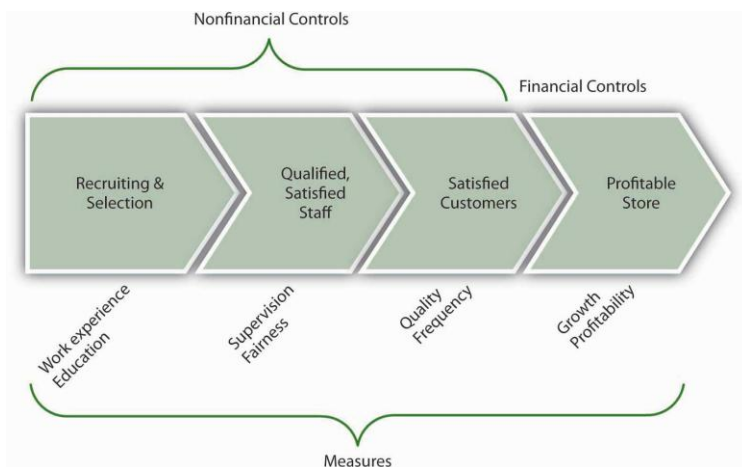 Nonfinancial Controls
Financial Controls
Recruiting &
Selection
Qualified,
Satisfied
Staff
Satisfied
Customers
Profitable
Store
Work experience
Education
Supervision
Fairness
Quality
Frequency
Growth
Profitability
Measures